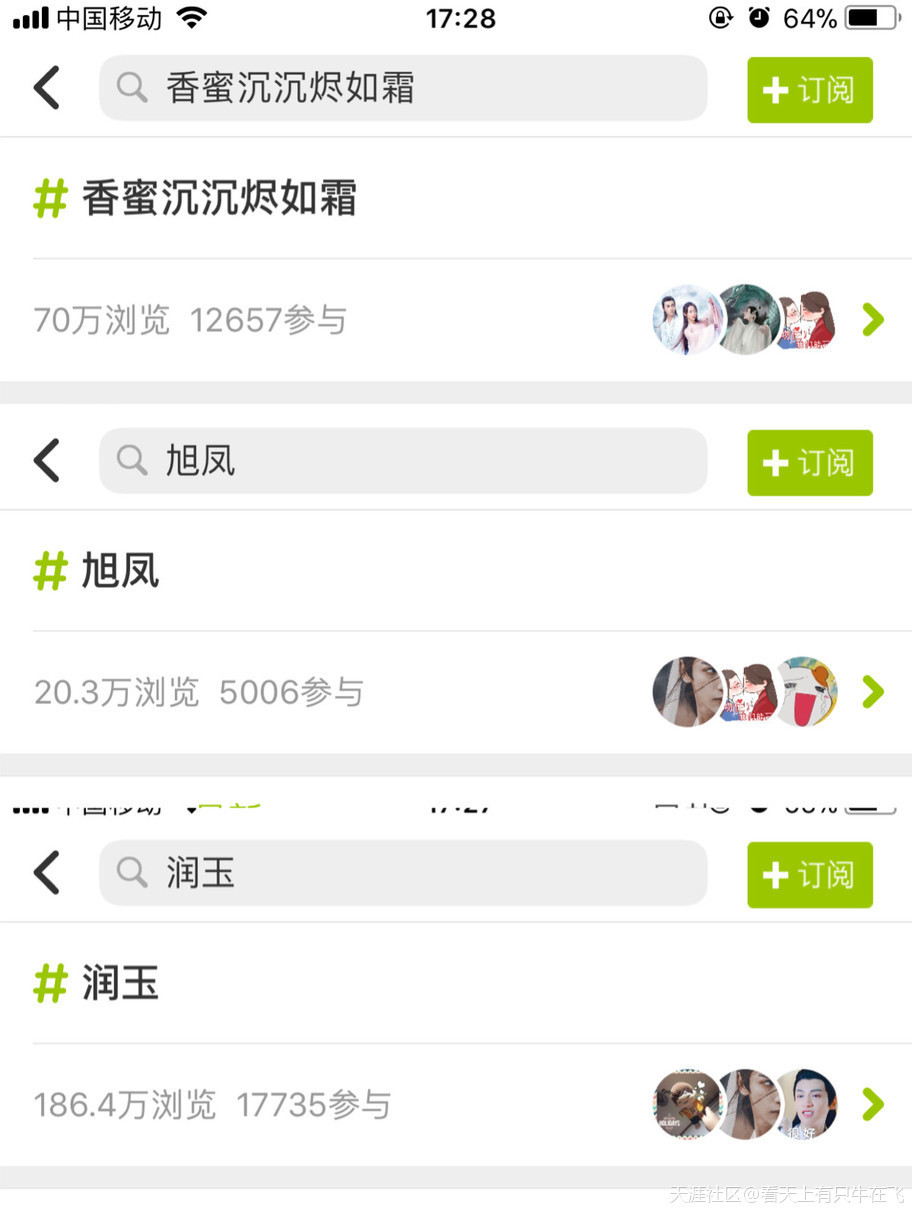 中国移动 17:28 64%
香蜜沉沉烬如霜 + 订阅
# 香蜜沉沉烬如霜
70万浏览 12657参与
旭凤 + 订阅
# 旭凤
20.3万浏览 5006参与
润玉 + 订阅
# 润玉
186.4万浏览 17735参与
HOLIDAYS
很好
天涯社区@看天上有只牛在飞